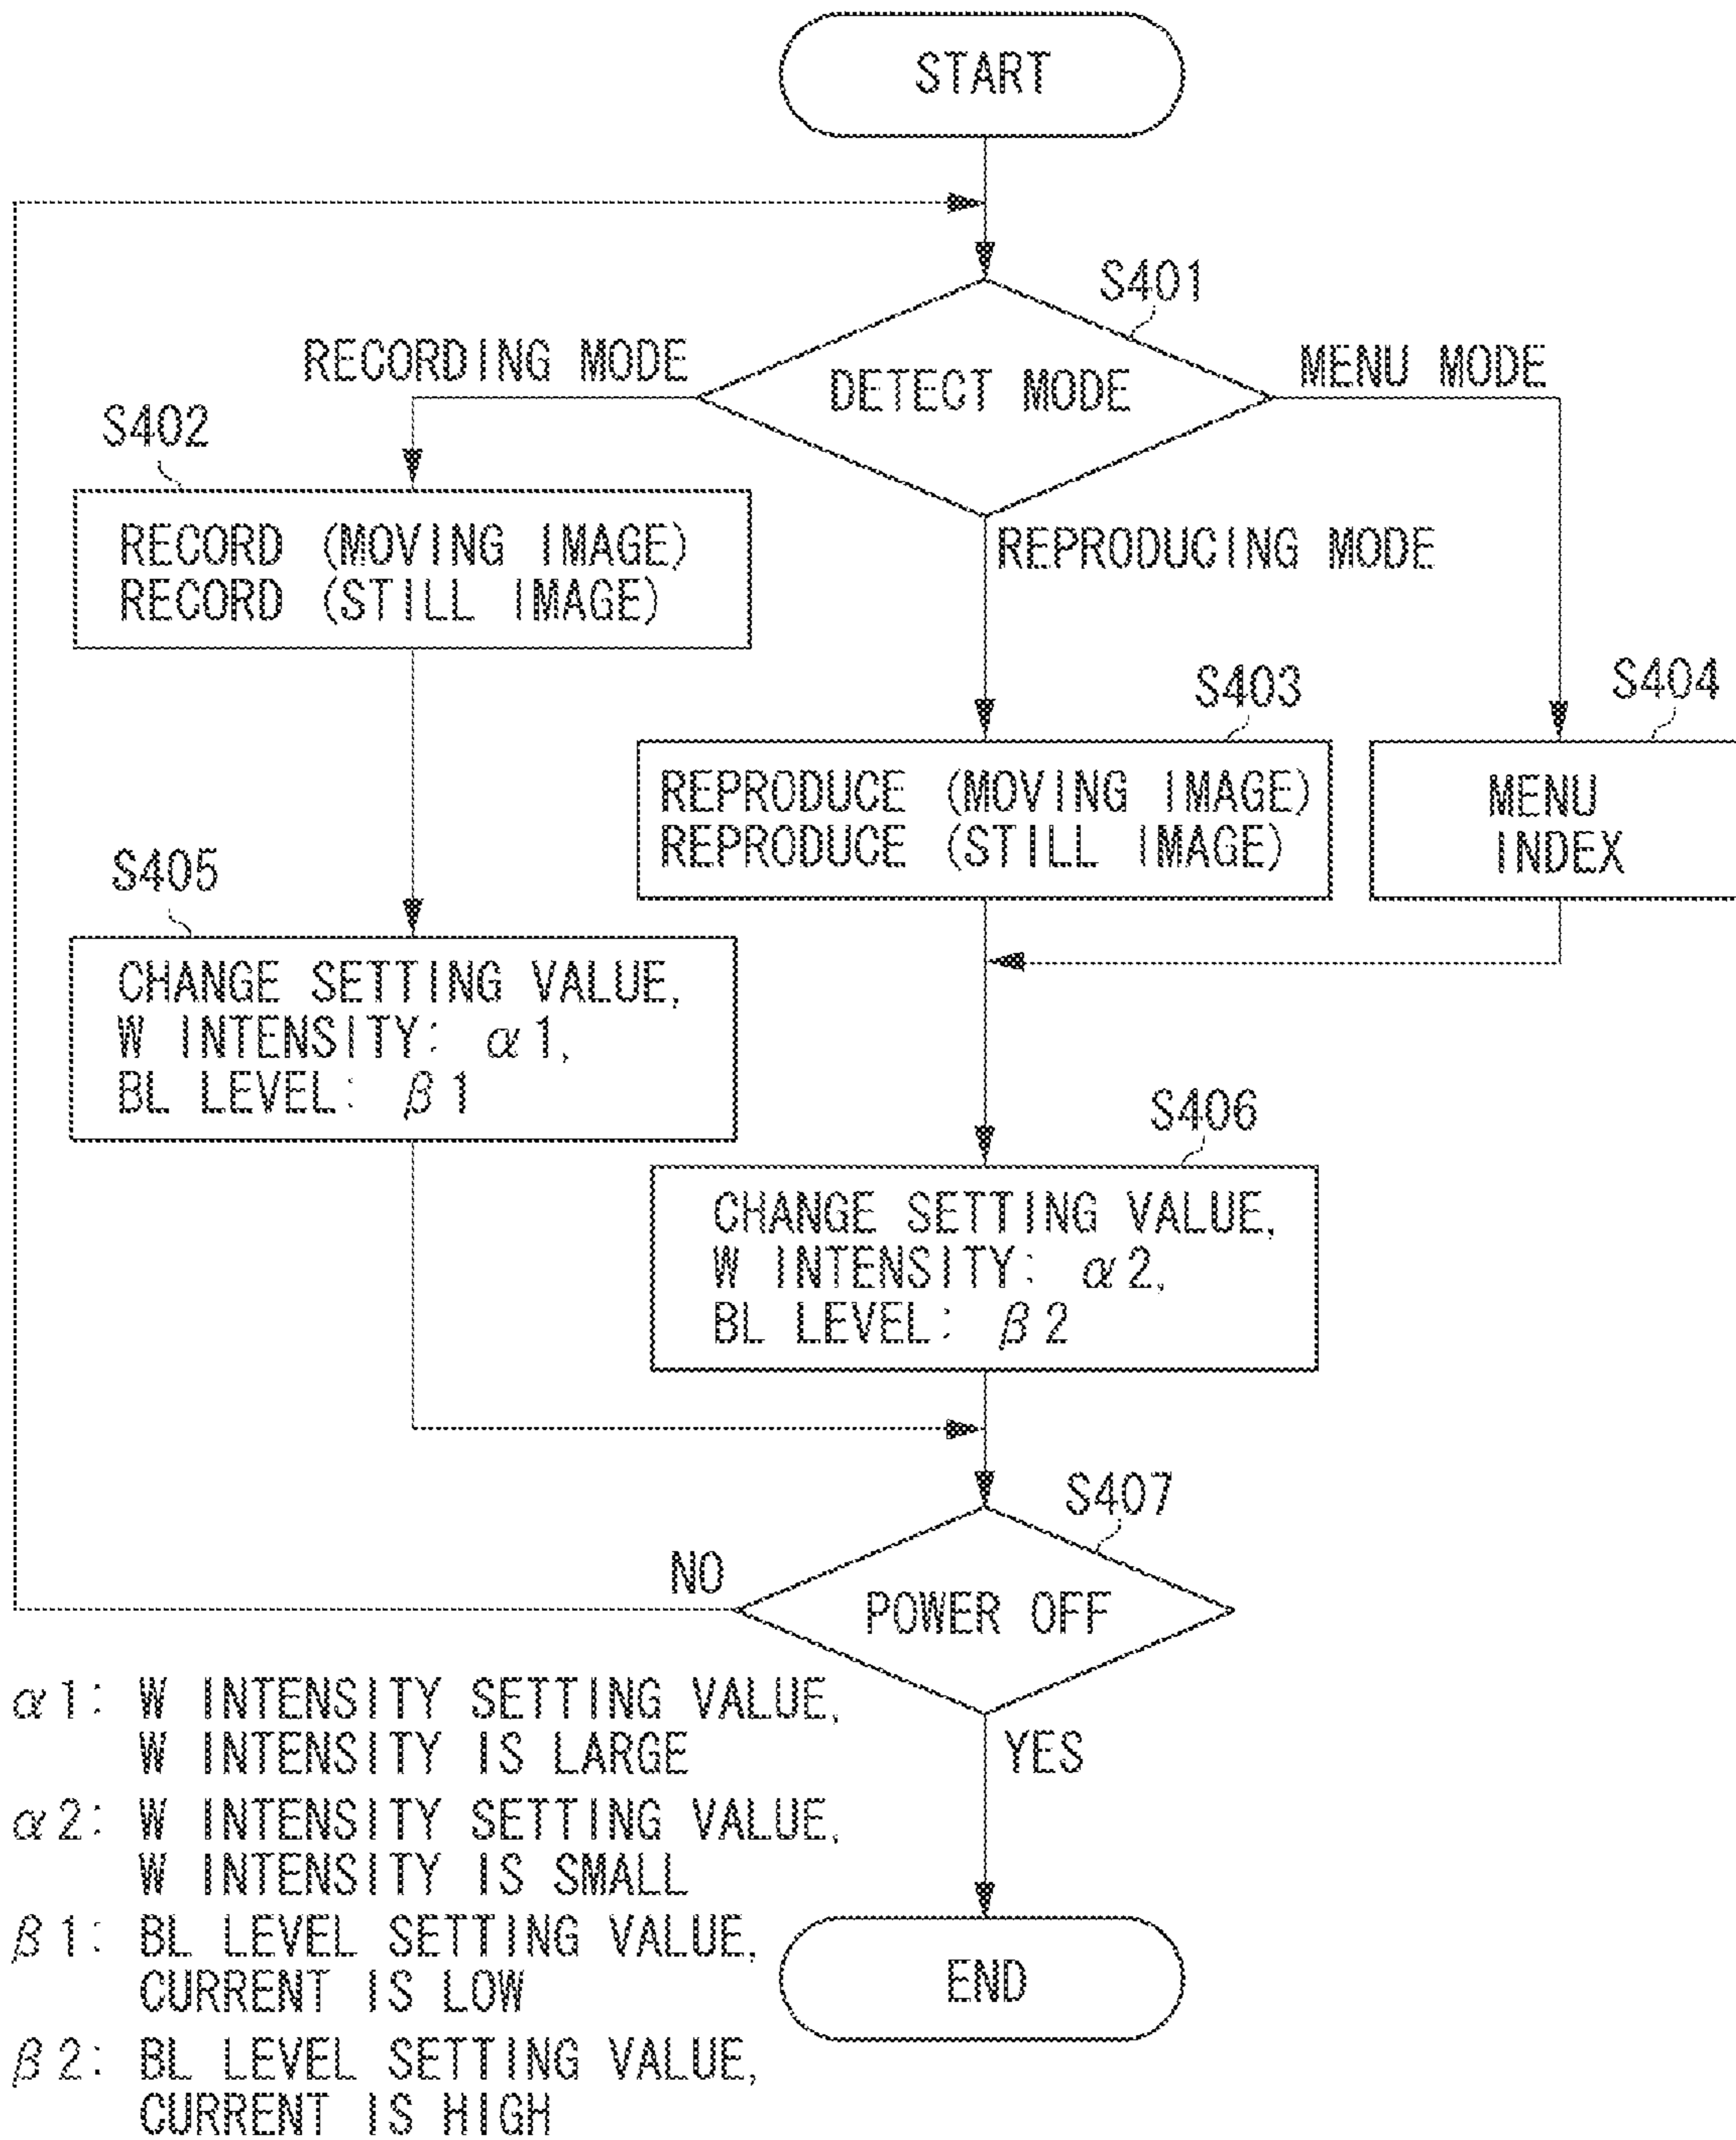 START
S401
RECORDING MODE
DETECT MODE
MENU MODE
S402
RECORD (MOVING IMAGE)
RECORD (STILL IMAGE)
REPRODUCING MODE
S403
S404
REPRODUCE (MOVING IMAGE)
REPRODUCE (STILL IMAGE)
MENU
INDEX
S405
CHANGE SETTING VALUE,
W INTENSITY: α1,
BL LEVEL: β1
S406
CHANGE SETTING VALUE,
W INTENSITY: α2,
BL LEVEL: β2
S407
NO
POWER OFF
YES
α1: W INTENSITY SETTING VALUE,
W INTENSITY IS LARGE
α2: W INTENSITY SETTING VALUE,
W INTENSITY IS SMALL
β1: BL LEVEL SETTING VALUE,
CURRENT IS LOW
β2: BL LEVEL SETTING VALUE,
CURRENT IS HIGH
END